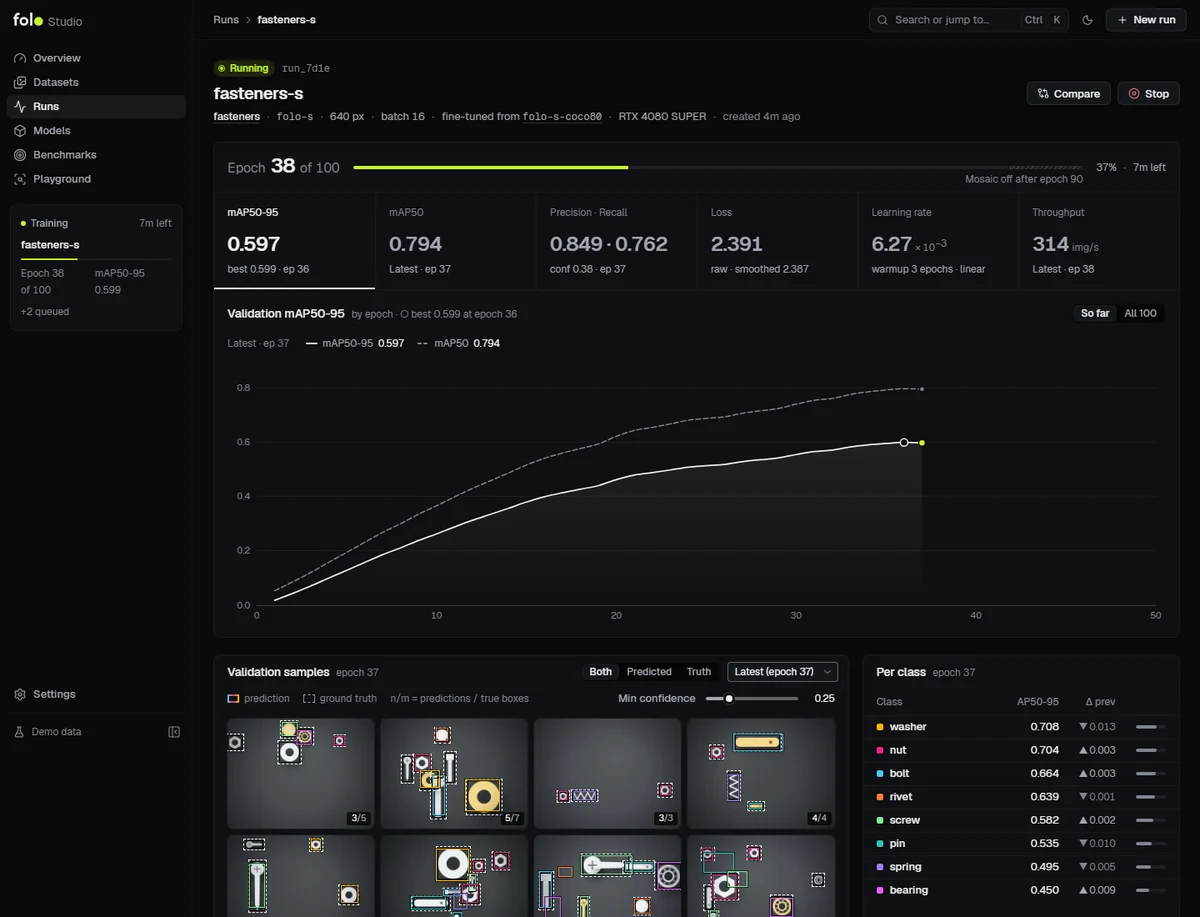 folo Studio
Overview
Datasets
Runs
Models
Benchmarks
Playground
Training 7m left
fasteners-s
Epoch 38 of 100
mAP50-95 0.599
+2 queued
Settings
Demo data
Runs > fasteners-s
Search or jump to... Ctrl K
+ New run
Running run_7d1e
fasteners-s
Compare
Stop
fasteners · folo-s · 640 px · batch 16 · fine-tuned from folo-s-coco80 · RTX 4080 SUPER · created 4m ago
Epoch 38 of 100
37% · 7m left
Mosaic off after epoch 90
mAP50-95
0.597
best 0.599 · ep 36
mAP50
0.794
Latest · ep 37
Precision · Recall
0.849 · 0.762
conf 0.38 · ep 37
Loss
2.391
raw · smoothed 2.387
Learning rate
6.27 × 10⁻³
warmup 3 epochs · linear
Throughput
314 img/s
Latest · ep 38
Validation mAP50-95 by epoch · best 0.599 at epoch 36
So far All 100
Latest · ep 37 mAP50-95 0.597 mAP50 0.794
0.8
0.6
0.4
0.2
0.0
0 10 20 30 40 50
Validation samples epoch 37
Both Predicted Truth
Latest (epoch 37)
prediction ground truth n/m = predictions / true boxes
Min confidence 0.25
3/5
5/7
3/3
4/4
Per class epoch 37
Class AP50-95 Δ prev
washer 0.708 ▼0.013
nut 0.704 ▲0.003
bolt 0.664 ▲0.003
rivet 0.639 ▼0.001
screw 0.582 ▲0.002
pin 0.535 ▼0.010
spring 0.495 ▼0.005
bearing 0.450 ▲0.009